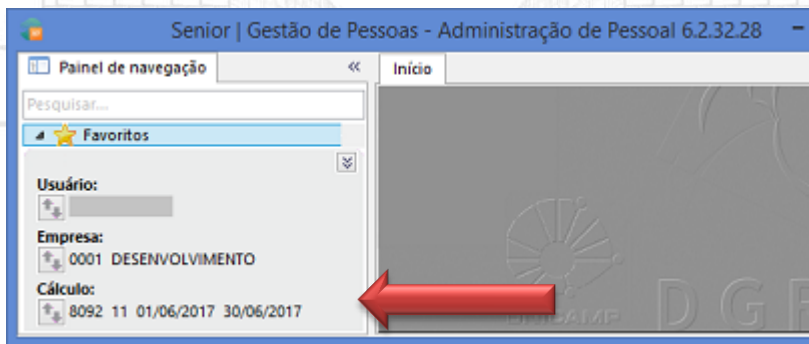 Senior | Gestão de Pessoas - Administração de Pessoal 6.2.32.28
Painel de navegação
Início
Pesquisar...
Favoritos
Usuário:
Empresa:
0001 DESENVOLVIMENTO
Cálculo:
8092 11 01/06/2017 30/06/2017
UNICAMP